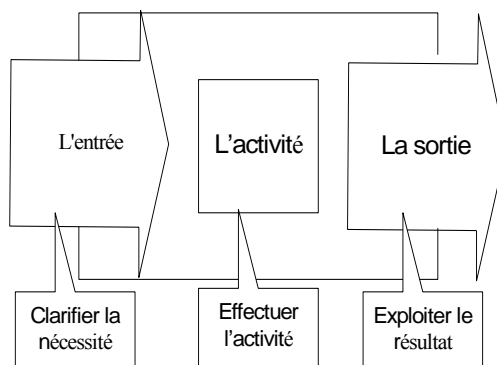 L'entrée
L'activité
La sortie
Clarifier la
nécessité
Effectuer
l'activité
Exploiter le
résultat